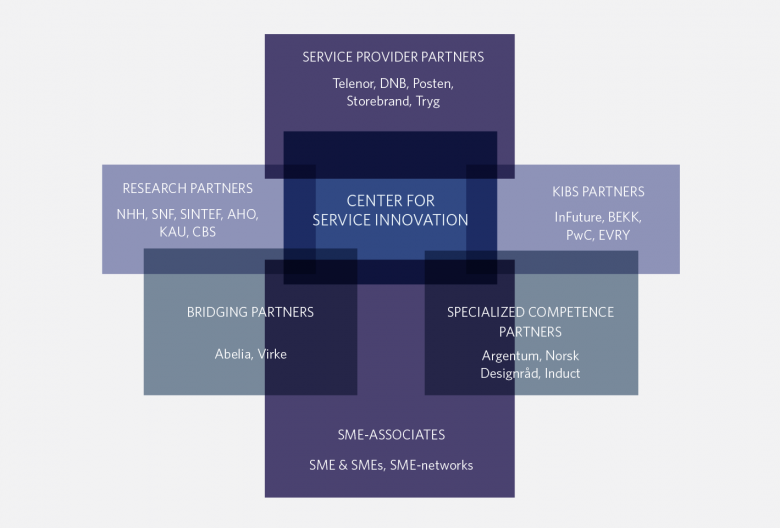 SERVICE PROVIDER PARTNERS
Telenor, DNB, Posten,
Storebrand, Tryg
RESEARCH PARTNERS
NHH, SNF, SINTEF, AHO,
KAU, CBS
CENTER FOR
SERVICE INNOVATION
KIBS PARTNERS
InFuture, BEKK,
PwC, EVRY
BRIDGING PARTNERS
Abelia, Virke
SPECIALIZED COMPETENCE
PARTNERS
Argentum, Norsk
Designråd, Induct
SME-ASSOCIATES
SME & SMEs, SME-networks